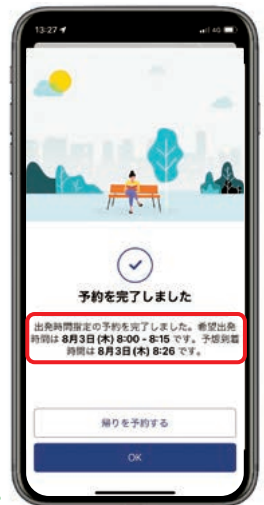 13:27
4G
予約を完了しました
出発時間指定の予約を完了しました。希望出発
時間は 8月3日(木) 8:00 - 8:15 です。予想到着
時間は 8月3日(木) 8:26 です。
帰りを予約する
OK